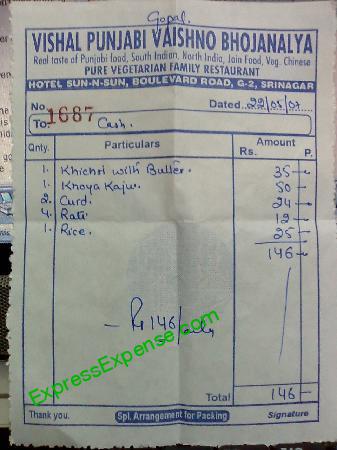 Gopal.
VISHAL PUNJABI VAISHNO BHOJANALYA
Real taste of Punjabi food, South Indian, North India, Jain Food, Veg. Chinese
PURE VEGETARIAN FAMILY RESTAURANT
HOTEL SUN-N-SUN, BOULEVARD ROAD, G-2, SRINAGAR
No. 1687 Dated 22/05/07
To: Cash.
Qnty. Particulars Amount
Rs. P.
1. Khichri with Butter. 35
1. Khoya Kaju. 50
2. Curd. 24
4. Roti 12
1. Rice. 25
146
Rs 146/only
ExpressExpense.com
Total 146
Thank you. Spl. Arrangement for Packing Signature